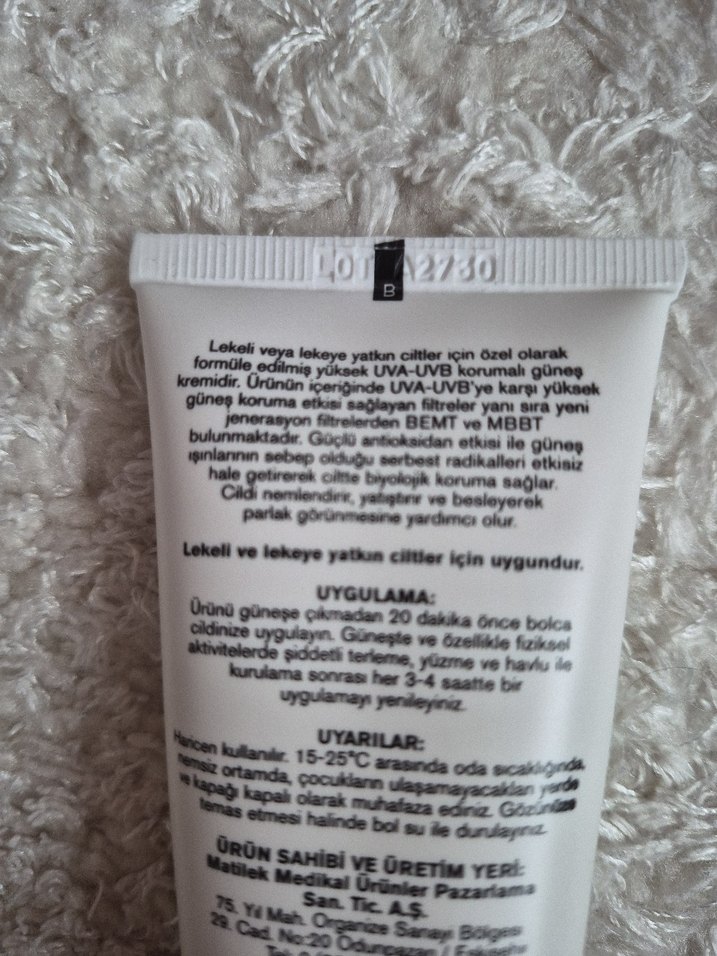 LOT A2730
B
Lekeli veya lekeye yatkın ciltler için özel olarak
formüle edilmiş yüksek UVA-UVB korumalı güneş
kremidir. Ürünün içeriğinde UVA-UVB'ye karşı yüksek
güneş koruma etkisi sağlayan filtreler yanı sıra yeni
jenerasyon filtrelerden BEMT ve MBBT
bulunmaktadır. Güçlü antioksidan etkisi ile güneş
ışınlarının sebep olduğu serbest radikalleri etkisiz
hale getirerek ciltte biyolojik koruma sağlar.
Cildi nemlendirir, yatıştırır ve besleyerek
parlak görünmesine yardımcı olur.
Lekeli ve lekeye yatkın ciltler için uygundur.
UYGULAMA:
Ürünü güneşe çıkmadan 20 dakika önce bolca
cildinize uygulayın. Güneşte ve özellikle fiziksel
aktivitelerde şiddetli terleme, yüzme ve havlu ile
kurulama sonrası her 3-4 saatte bir
uygulamayı yenileyiniz.
UYARILAR:
Haricen kullanılır. 15-25°C arasında oda sıcaklığında,
nemsiz ortamda, çocukların ulaşamayacakları yerde
ve kapağı kapalı olarak muhafaza ediniz. Gözünüze
temas etmesi halinde bol su ile durulayınız.
ÜRÜN SAHİBİ VE ÜRETİM YERİ:
Matilek Medikal Ürünler Pazarlama
San. Tic. A.Ş.
75. Yıl Mah. Organize Sanayi Bölgesi
29. Cad. No:20 Odunpazarı / Eskişehir